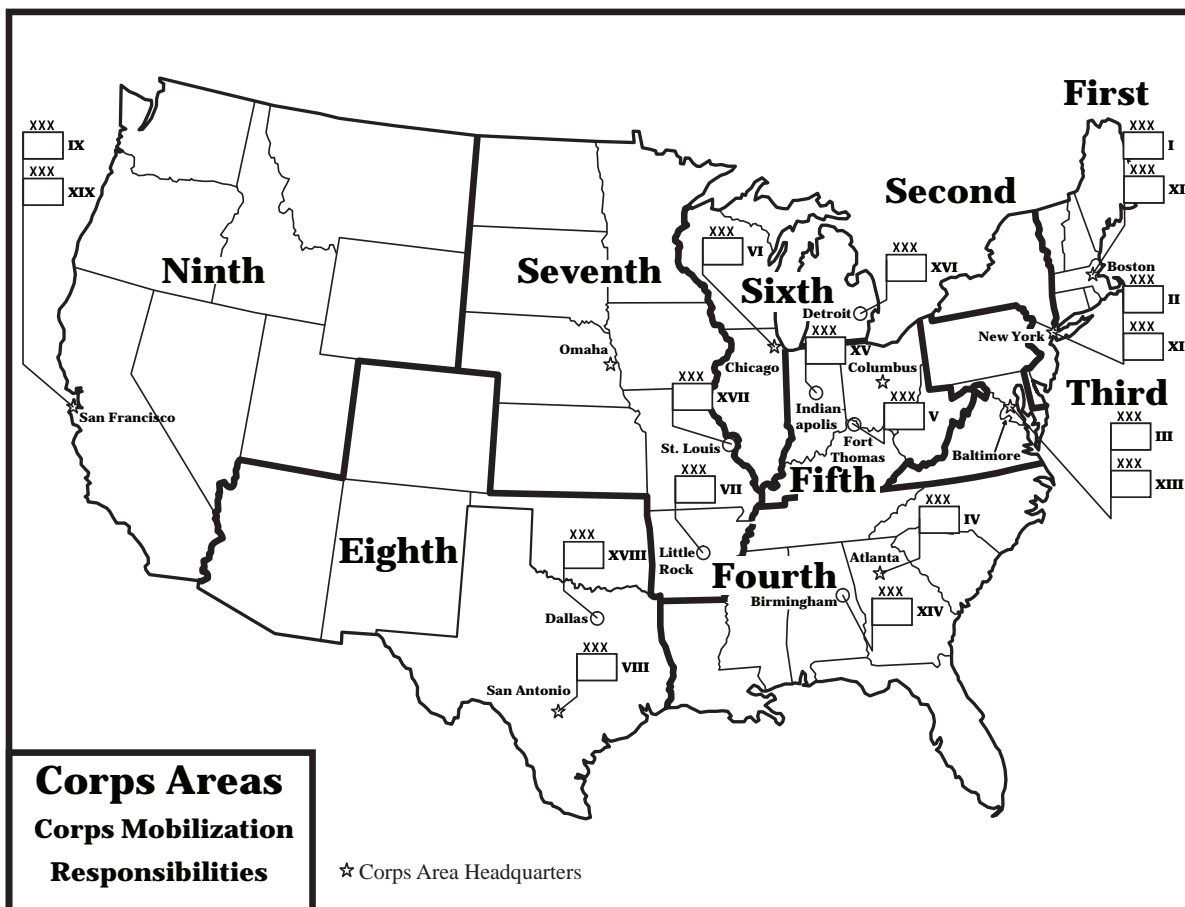 First
XXX
I
XXX
XI
XXX
IX
XXX
XIX
Second
Ninth
Seventh
Sixth
XXX
VI
XXX
XVI
Boston
XXX
II
XXX
XI
Detroit
New York
XXX
XV
Omaha
Chicago
Columbus
San Francisco
XXX
XVII
Indian-
apolis
XXX
V
Third
XXX
III
XXX
XIII
St. Louis
Fort
Thomas
Baltimore
XXX
VII
Fifth
XXX
IV
Eighth
XXX
XVIII
Little
Rock
Fourth
Atlanta
Birmingham
XXX
XIV
Dallas
XXX
VIII
San Antonio
Corps Areas
Corps Mobilization
Responsibilities
Corps Area Headquarters